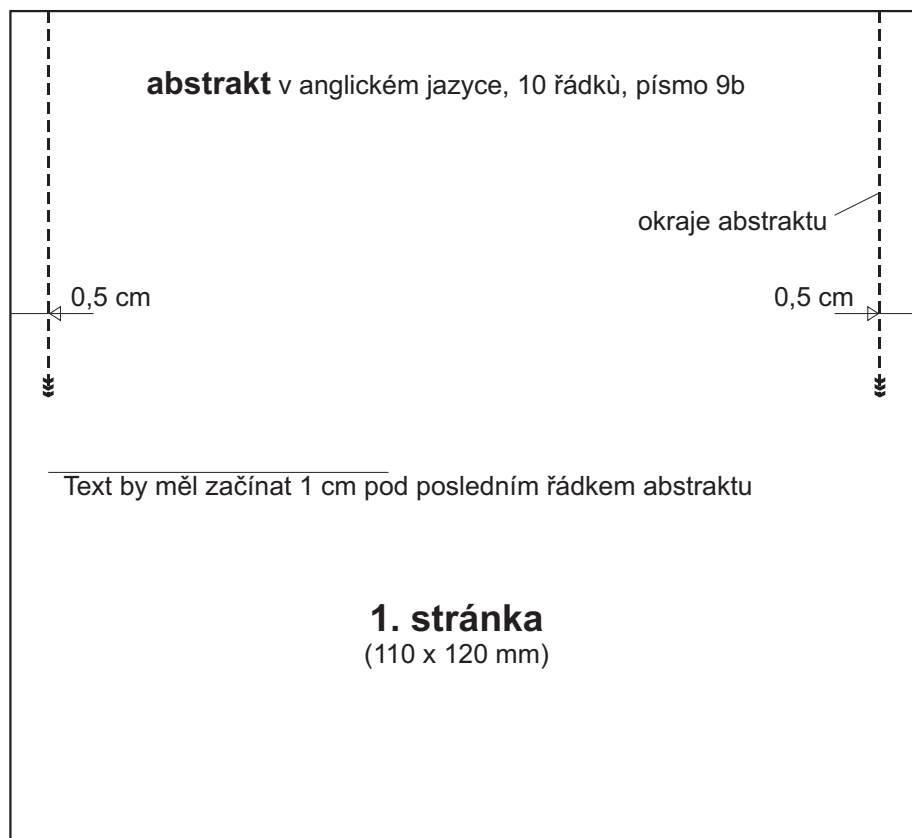 abstrakt v anglickém jazyce, 10 řádkù, písmo 9b
okraje abstraktu
0,5 cm
0,5 cm
Text by měl začínat 1 cm pod posledním řádkem abstraktu
1. stránka
(110 x 120 mm)